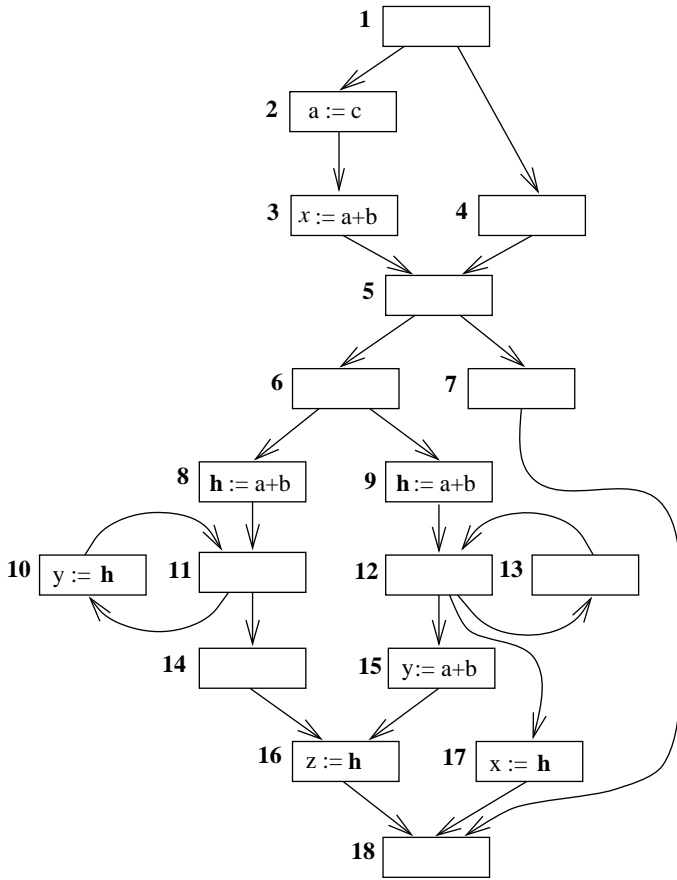 1
2 a := c
3 x := a+b
4
5
6
7
8 h := a+b
9 h := a+b
10 y := h
11
12
13
14
15 y:= a+b
16 z := h
17 x := h
18